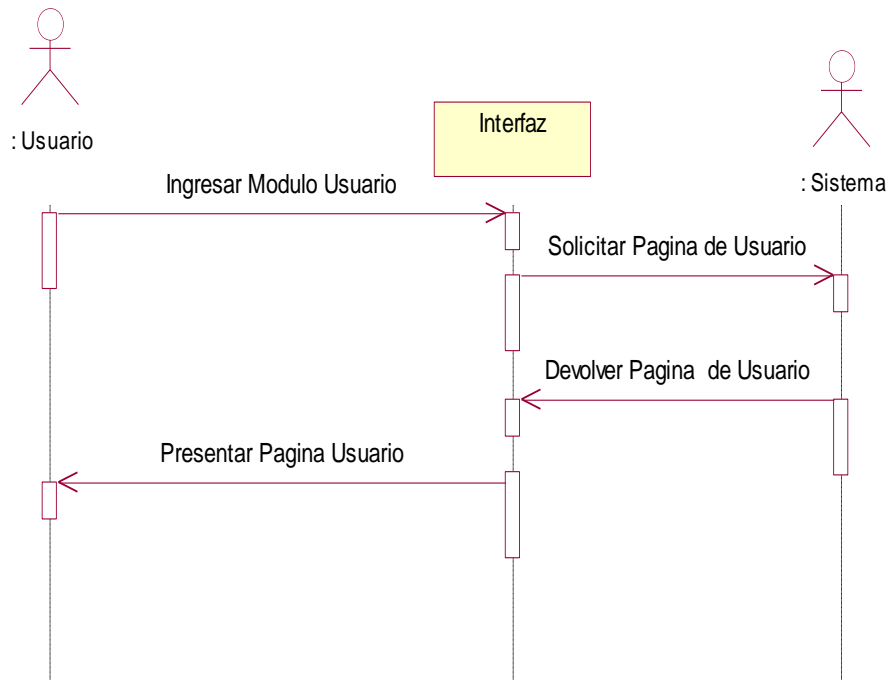 : Usuario
Interfaz
: Sistema
Ingresar Modulo Usuario
Solicitar Pagina de Usuario
Devolver Pagina de Usuario
Presentar Pagina Usuario